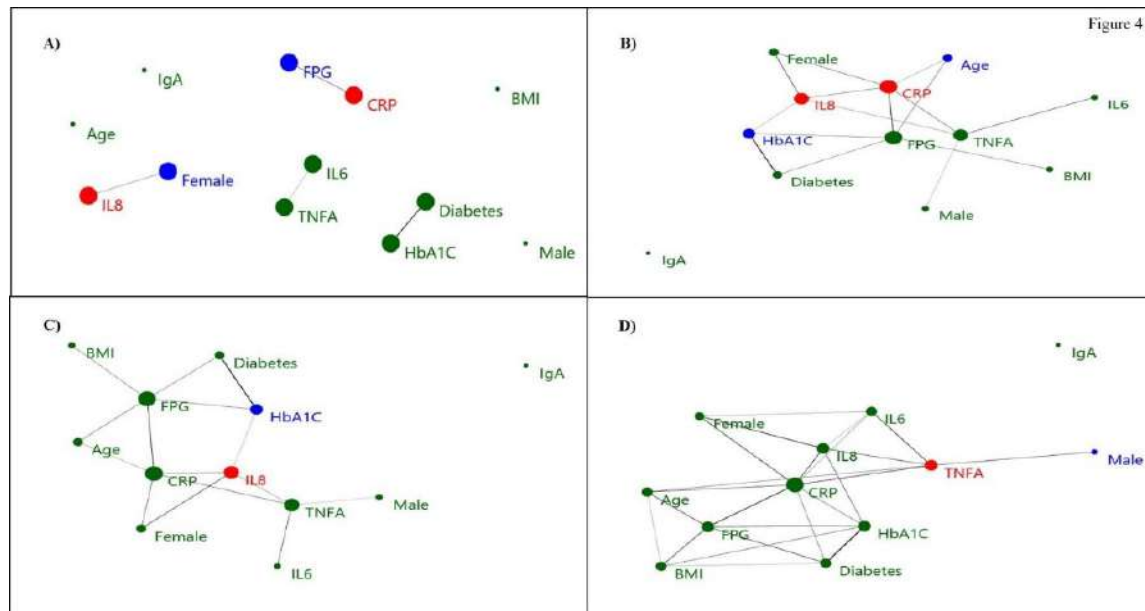 Figure 4
A)
IgA
FPG
CRP
BMI
Age
Female
IL8
IL6
TNFA
Diabetes
HbA1C
Male
B)
Female
Age
CRP
IL8
IL6
HbA1C
FPG
TNFA
Diabetes
BMI
Male
IgA
C)
BMI
Diabetes
IgA
FPG
HbA1C
Age
CRP
IL8
TNFA
Male
Female
IL6
D)
IgA
Female
IL6
IL8
Male
TNFA
CRP
Age
FPG
HbA1C
BMI
Diabetes